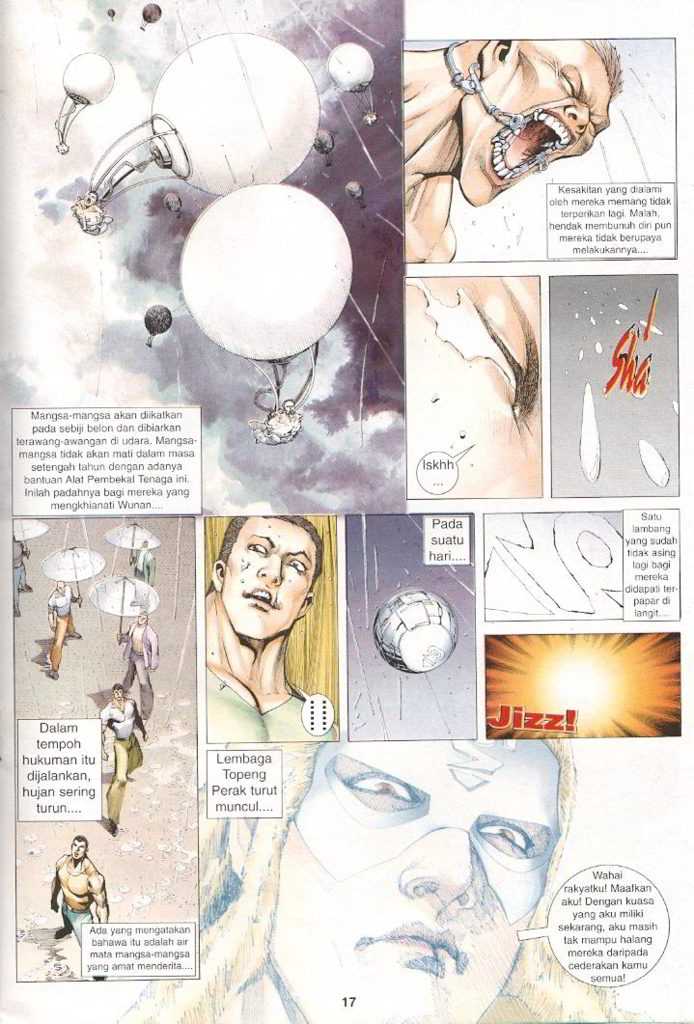 Kesakitan yang dialami
oleh mereka memang tidak
terperikan lagi. Malah,
hendak membunuh diri pun
mereka tidak berupaya
melakukannya....
Mangsa-mangsa akan diikatkan
pada sebiji belon dan dibiarkan
terawang-awangan di udara. Mangsa-
mangsa tidak akan mati dalam masa
setengah tahun dengan adanya
bantuan Alat Pembekal Tenaga ini.
Inilah padahnya bagi mereka yang
mengkhianati Wunan....
Iskhh
...
Sha!
Dalam
tempoh
hukuman itu
dijalankan,
hujan sering
turun....
Ada yang mengatakan
bahawa itu adalah air
mata mangsa-mangsa
yang amat menderita....
......
Pada
suatu
hari....
Satu
lambang
yang sudah
tidak asing
lagi bagi
mereka
didapati ter-
papar di
langit....
Jizz!
Lembaga
Topeng
Perak turut
muncul....
Wahai
rakyatku! Maafkan
aku! Dengan kuasa
yang aku miliki
sekarang, aku masih
tak mampu halang
mereka daripada
cederakan kamu
semua!
17